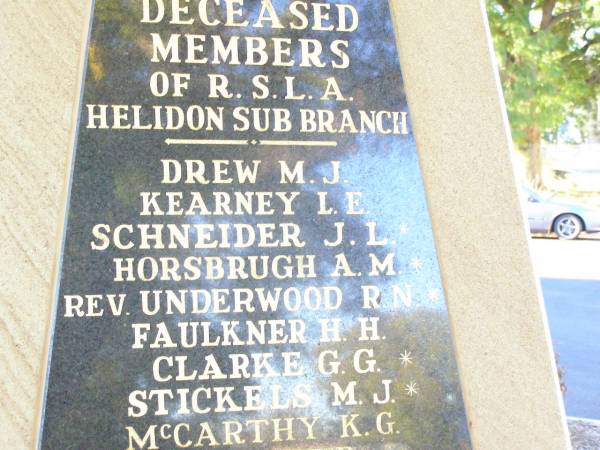 DECEASED
MEMBERS
OF R.S.L.A.
HELIDON SUB BRANCH
DREW M. J.
KEARNEY L. E.
SCHNEIDER J. L. *
HORSBRUGH A. M. *
REV. UNDERWOOD R N *
FAULKNER H. H.
CLARKE G. G. *
STICKELS M. J. *
McCARTHY K. G.